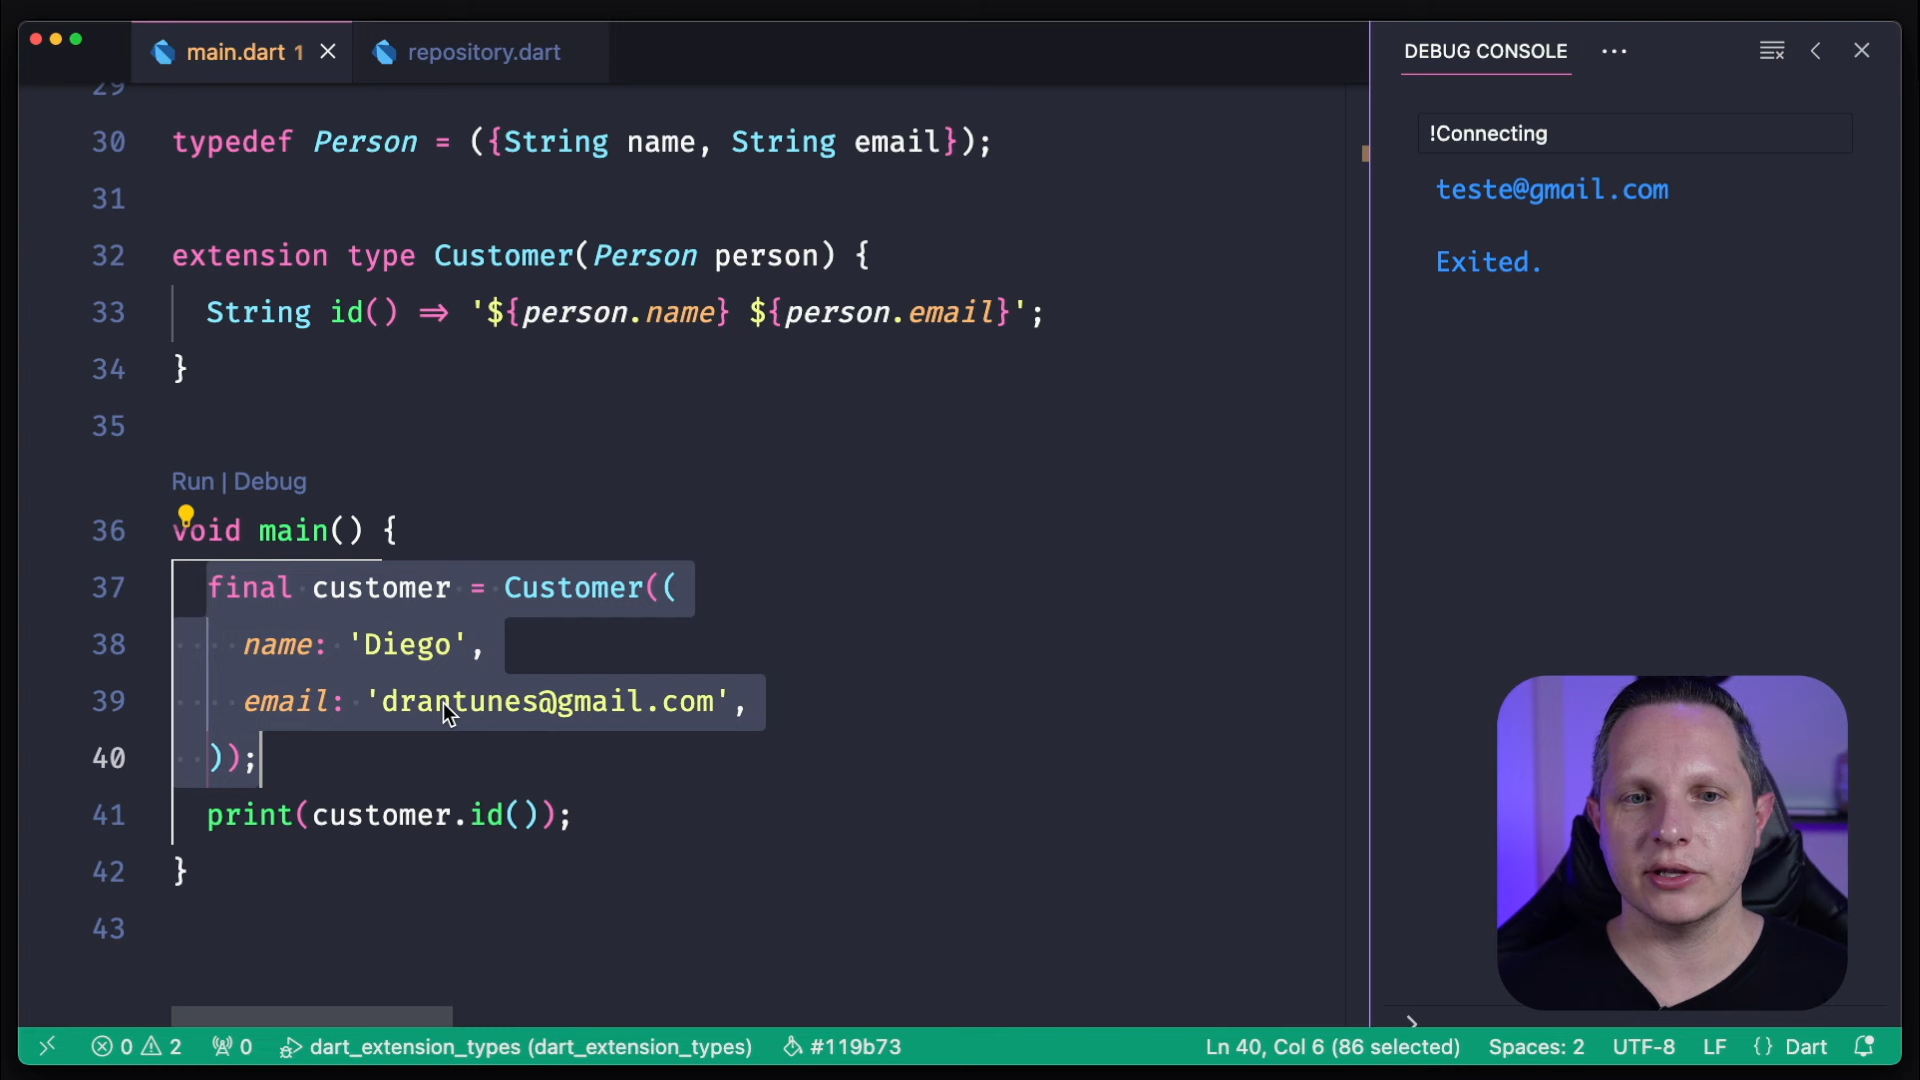 main.dart 1
repository.dart
DEBUG CONSOLE
29
!Connecting
30 typedef Person = ({String name, String email});
teste@gmail.com
31
32 extension type Customer(Person person) {
Exited.
33 String id() => '${person.name} ${person.email}';
34 }
35
Run | Debug
36 void main() {
37 final customer = Customer((
38 name: 'Diego',
39 email: 'drantunes@gmail.com',
40 ));
41 print(customer.id());
42 }
43
0 2 0 dart_extension_types (dart_extension_types) #119b73 Ln 40, Col 6 (86 selected) Spaces: 2 UTF-8 LF {} Dart